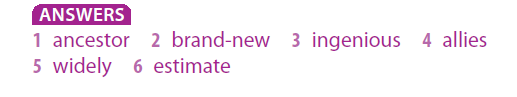 ANSWERS
1 ancestor 2 brand-new 3 ingenious 4 allies
5 widely 6 estimate